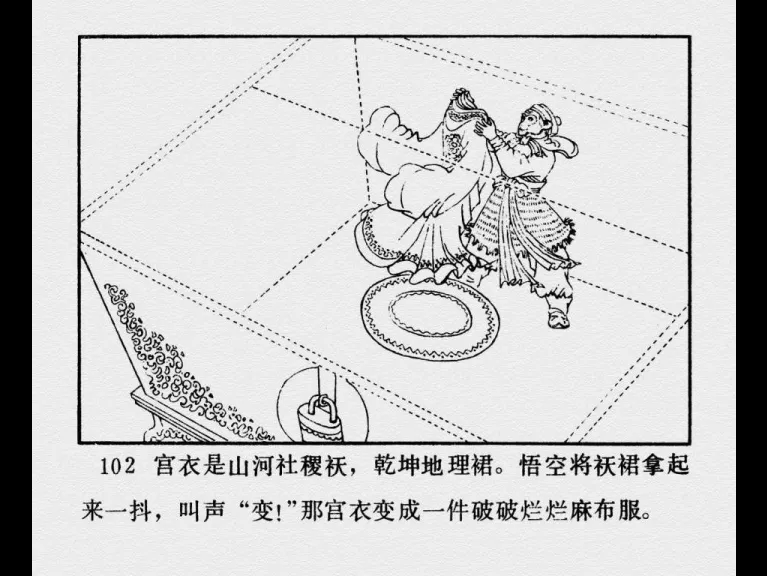 102 宫衣是山河社稷袄，乾坤地理裙。悟空将袄裙拿起
来一抖，叫声“变！”那宫衣变成一件破破烂烂麻布服。